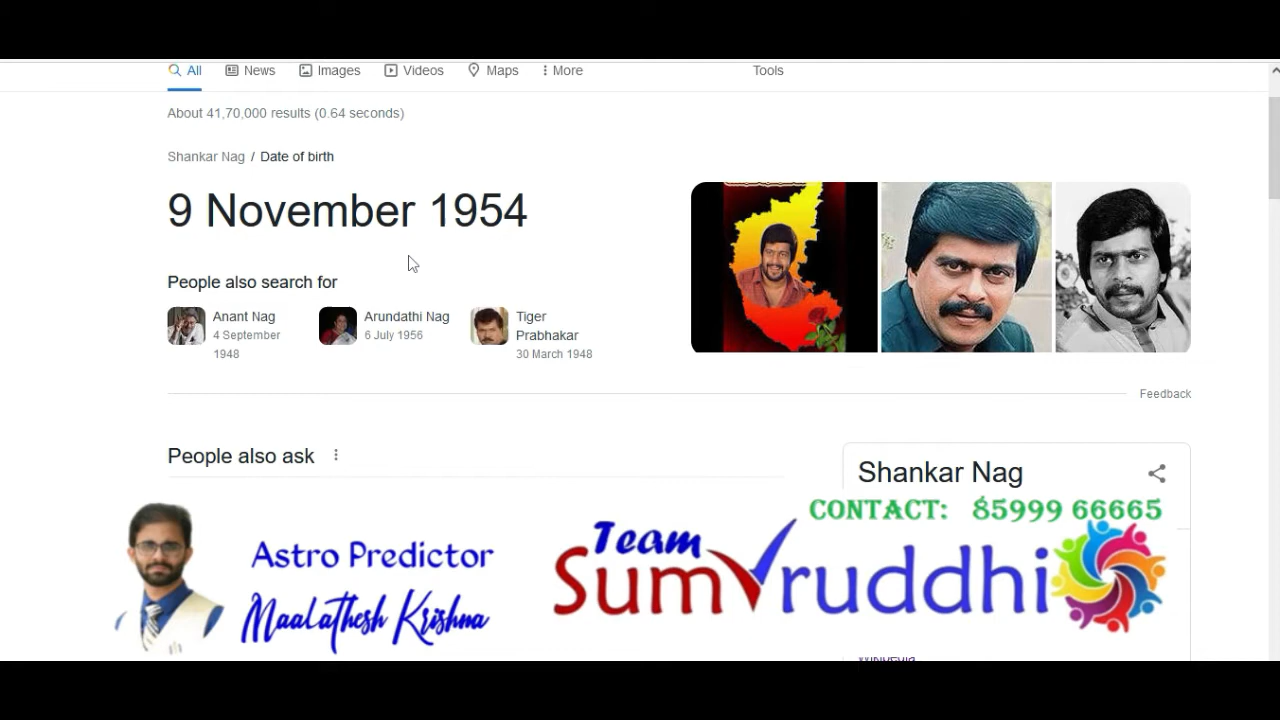 All News Images Videos Maps More Tools
About 41,70,000 results (0.64 seconds)
Shankar Nag / Date of birth
9 November 1954
People also search for
Anant Nag
4 September
1948
Arundathi Nag
6 July 1956
Tiger
Prabhakar
30 March 1948
Feedback
People also ask
Shankar Nag
CONTACT: 85999 66665
Astro Predictor
Maalathesh Krishna
Team
Sumvruddhi